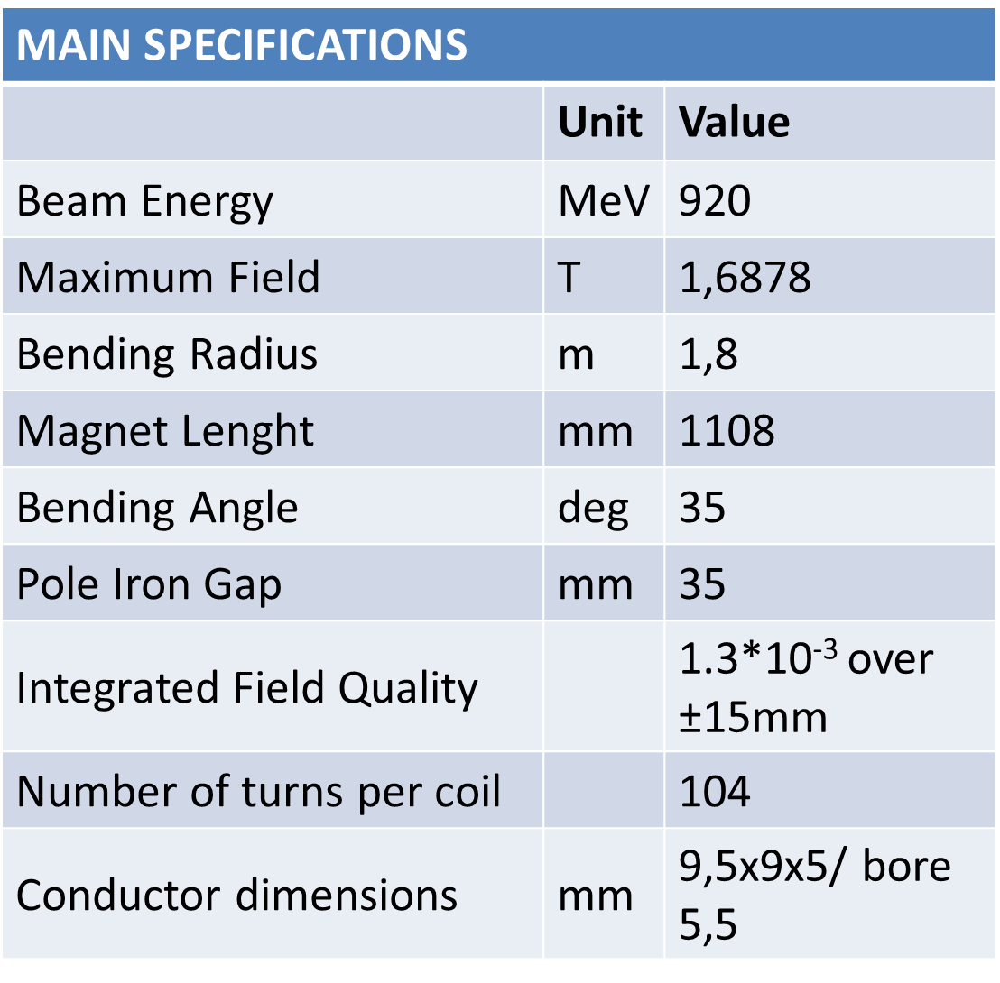 MAIN SPECIFICATIONS
Unit Value
Beam Energy MeV 920
Maximum Field T 1,6878
Bending Radius m 1,8
Magnet Lenght mm 1108
Bending Angle deg 35
Pole Iron Gap mm 35
Integrated Field Quality 1.3*10⁻³ over
±15mm
Number of turns per coil 104
Conductor dimensions mm 9,5x9x5/ bore
5,5